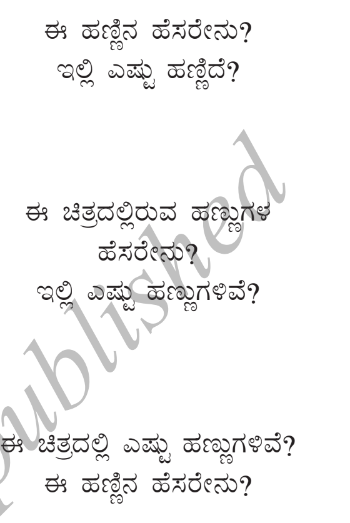 ಈ ಹಣ್ಣಿನ ಹೆಸರೇನು?
ಇಲ್ಲಿ ಎಷ್ಟು ಹಣ್ಣಿದೆ?
ಈ ಚಿತ್ರದಲ್ಲಿರುವ ಹಣ್ಣುಗಳ
ಹೆಸರೇನು?
ಇಲ್ಲಿ ಎಷ್ಟು ಹಣ್ಣುಗಳಿವೆ?
ಈ ಚಿತ್ರದಲ್ಲಿ ಎಷ್ಟು ಹಣ್ಣುಗಳಿವೆ?
ಈ ಹಣ್ಣಿನ ಹೆಸರೇನು?
published